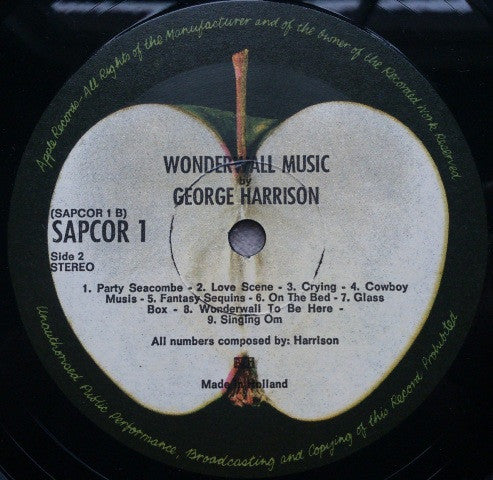 Apple Records. All Rights of the Manufacturer and of the Owner of the Recorded Work Reserved
WONDERWALL MUSIC
by
GEORGE HARRISON
(SAPCOR 1 B)
SAPCOR 1
Side 2
STEREO
1. Party Seacombe - 2. Love Scene - 3. Crying - 4. Cowboy
Musis - 5. Fantasy Sequins - 6. On The Bed - 7. Glass
Box - 8. Wonderwall To Be Here -
9. Singing Om
All numbers composed by: Harrison
Made in Holland
Unauthorised Public Performance, Broadcasting and Copying of this Record Prohibited